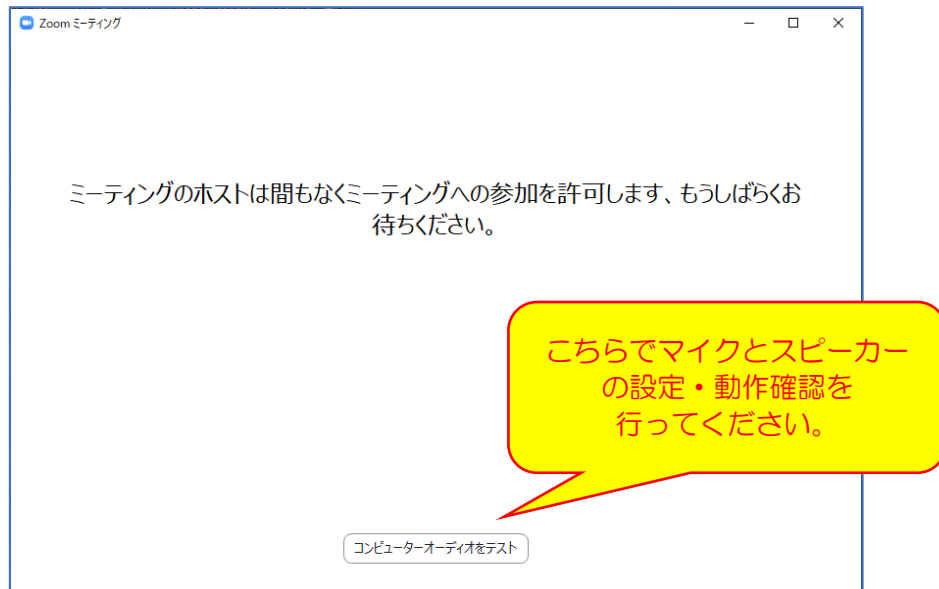 Zoom ミーティング
ミーティングのホストは間もなくミーティングへの参加を許可します、もうしばらくお
待ちください。
こちらでマイクとスピーカー
の設定・動作確認を
行ってください。
コンピューターオーディオをテスト